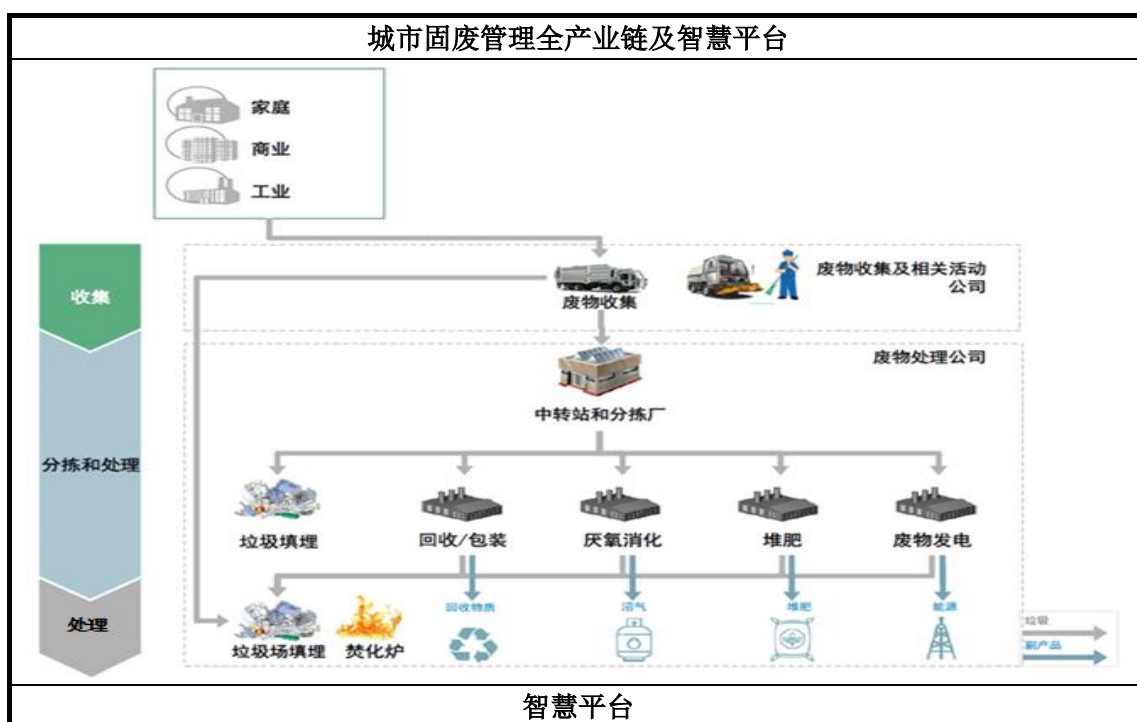 城市固废管理全产业链及智慧平台
家庭
商业
工业
收集
废物收集
废物收集及相关活动
公司
废物处理公司
中转站和分拣厂
分拣和处理
垃圾填埋
回收/包装
厌氧消化
堆肥
废物发电
处理
回收物质
沼气
堆肥
能源
垃圾场填埋
焚化炉
垃圾
副产品
智慧平台